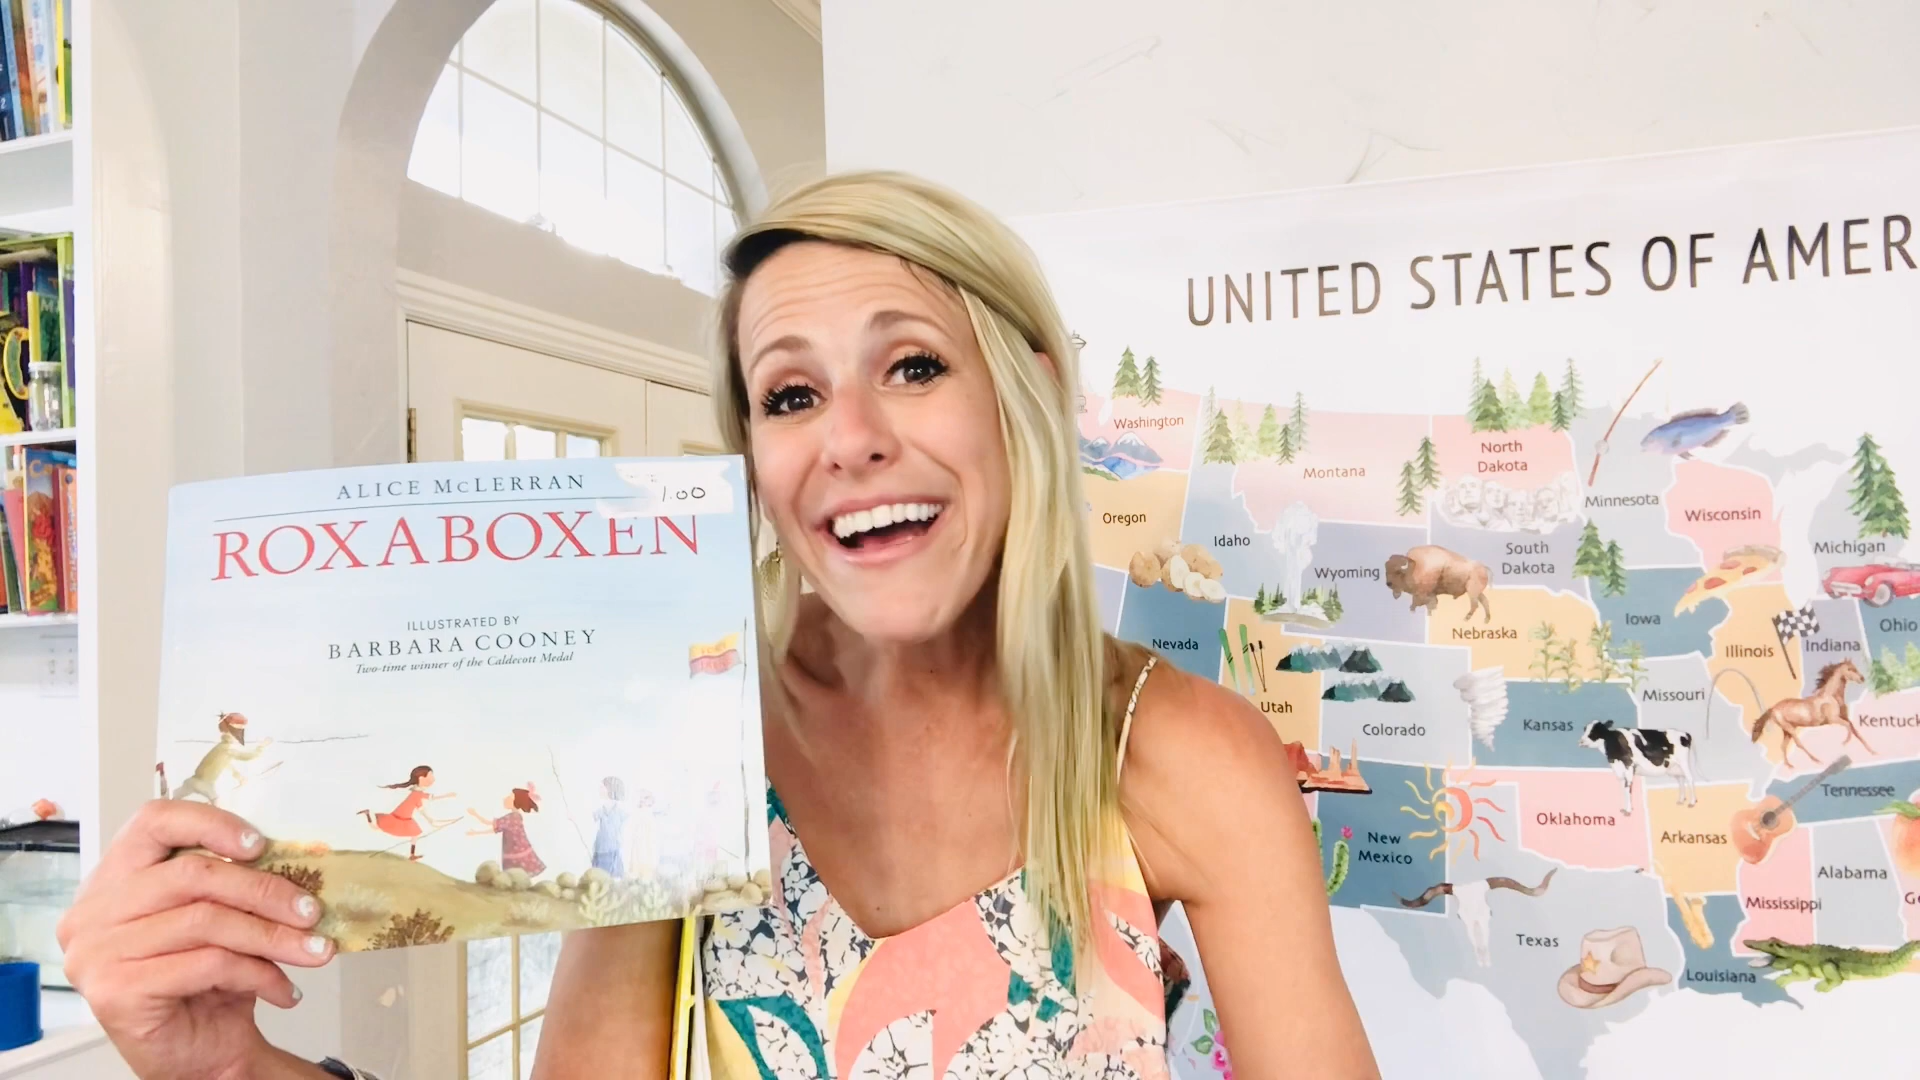 ALICE McLERRAN
1.00
ROXABOXEN
ILLUSTRATED BY
BARBARA COONEY
Two-time winner of the Caldecott Medal
UNITED STATES OF AMER
Washington
Montana
North
Dakota
Minnesota
Wisconsin
Michigan
Oregon
Idaho
Wyoming
South
Dakota
Iowa
Nebraska
Illinois
Indiana
Ohio
Nevada
Utah
Colorado
Kansas
Missouri
Kentuck
Tennessee
New
Mexico
Oklahoma
Arkansas
Alabama
Mississippi
Texas
Louisiana